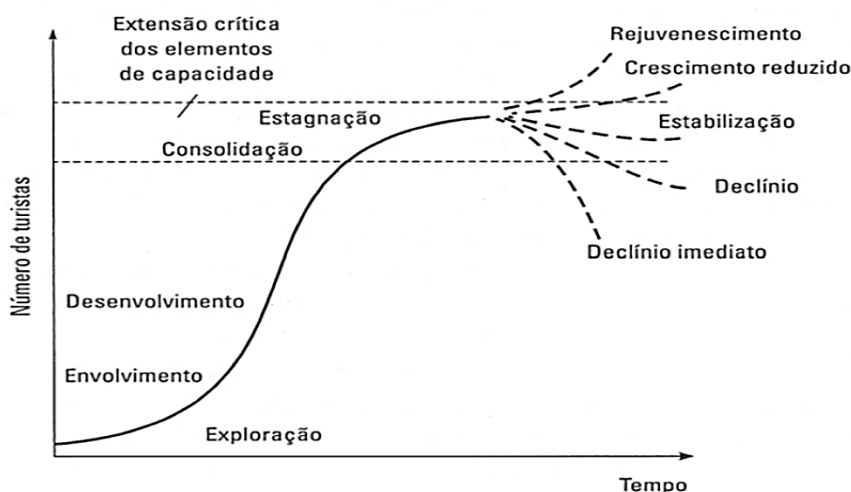 Extensão crítica
dos elementos
de capacidade
Rejuvenescimento
Crescimento reduzido
Estagnação
Estabilização
Consolidação
Declínio
Declínio imediato
Desenvolvimento
Envolvimento
Exploração
Número de turistas
Tempo